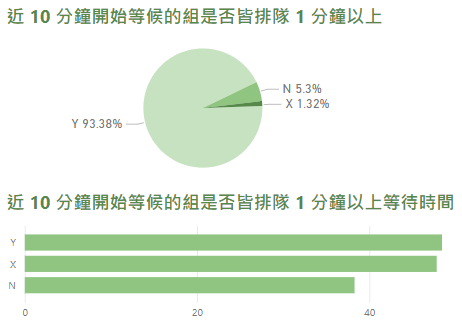 近 10 分鐘開始等候的組是否皆排隊 1 分鐘以上
N 5.3%
X 1.32%
Y 93.38%
近 10 分鐘開始等候的組是否皆排隊 1 分鐘以上等待時間
Y
X
N
0 20 40